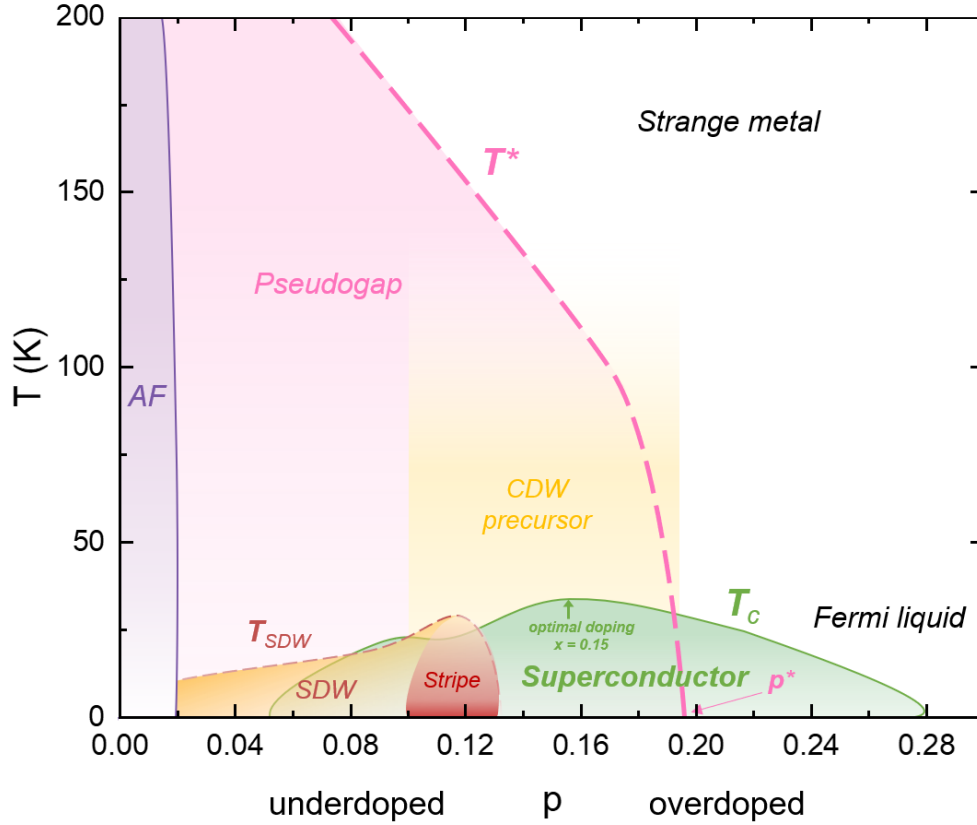 200
150
100
50
0
T (K)
Strange metal
T*
Pseudogap
AF
CDW
precursor
T_SDW
SDW
Stripe
optimal doping
x = 0.15
Superconductor
T_c
Fermi liquid
p*
0.00 0.04 0.08 0.12 0.16 0.20 0.24 0.28
underdoped p overdoped